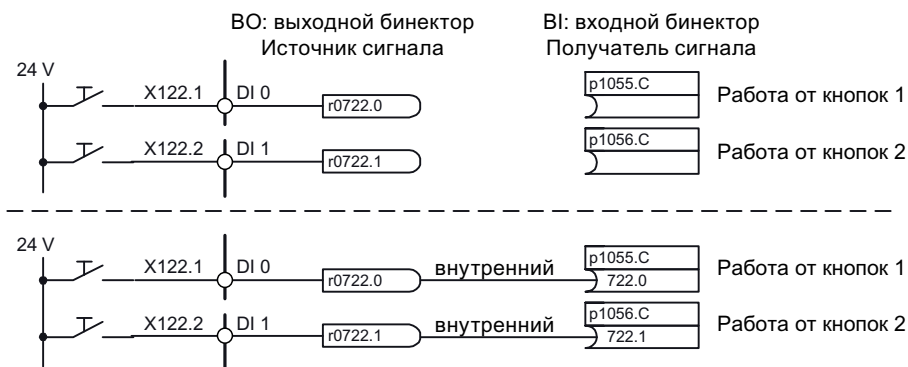 BO: выходной бинектор
Источник сигнала
BI: входной бинектор
Получатель сигнала
24 V
X122.1 DI 0 r0722.0 p1055.C Работа от кнопок 1
X122.2 DI 1 r0722.1 p1056.C Работа от кнопок 2
24 V
X122.1 DI 0 r0722.0 внутренний p1055.C 722.0 Работа от кнопок 1
X122.2 DI 1 r0722.1 внутренний p1056.C 722.1 Работа от кнопок 2